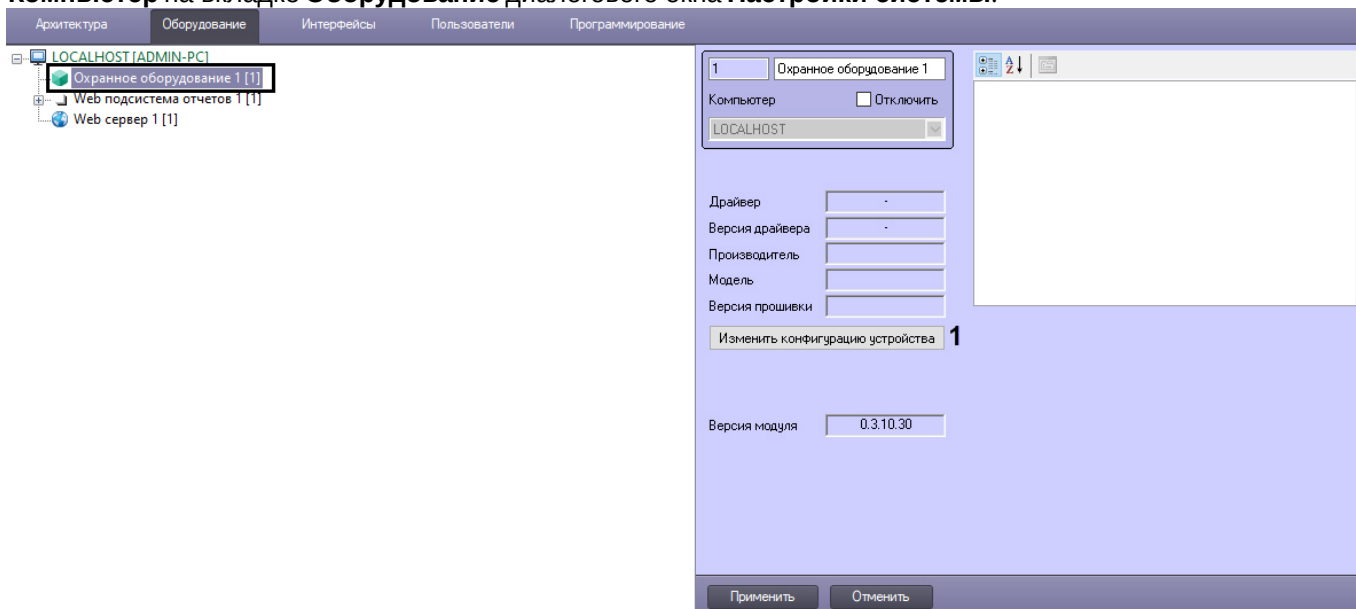 Компьютер на вкладке Оборудование диалогового окна Настройки системы.
Архитектура Оборудование Интерфейсы Пользователи Программирование
LOCALHOST [ADMIN-PC]
Охранное оборудование 1 [1]
Web подсистема отчетов 1 [1]
Web сервер 1 [1]
1 Охранное оборудование 1
Компьютер Отключить
LOCALHOST
Драйвер -
Версия драйвера -
Производитель
Модель
Версия прошивки
Изменить конфигурацию устройства 1
Версия модуля 0.3.10.30
Применить Отменить